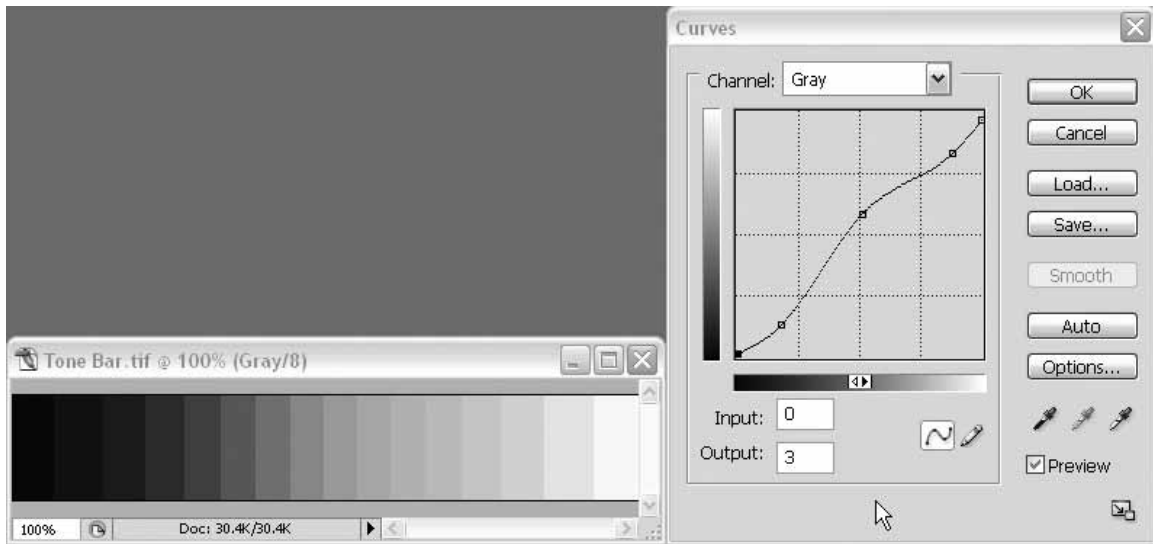 Curves
Channel: Gray
OK
Cancel
Load...
Save...
Smooth
Auto
Options...
Input: 0
Output: 3
Preview
Tone Bar.tif @ 100% (Gray/8)
100%
Doc: 30.4K/30.4K